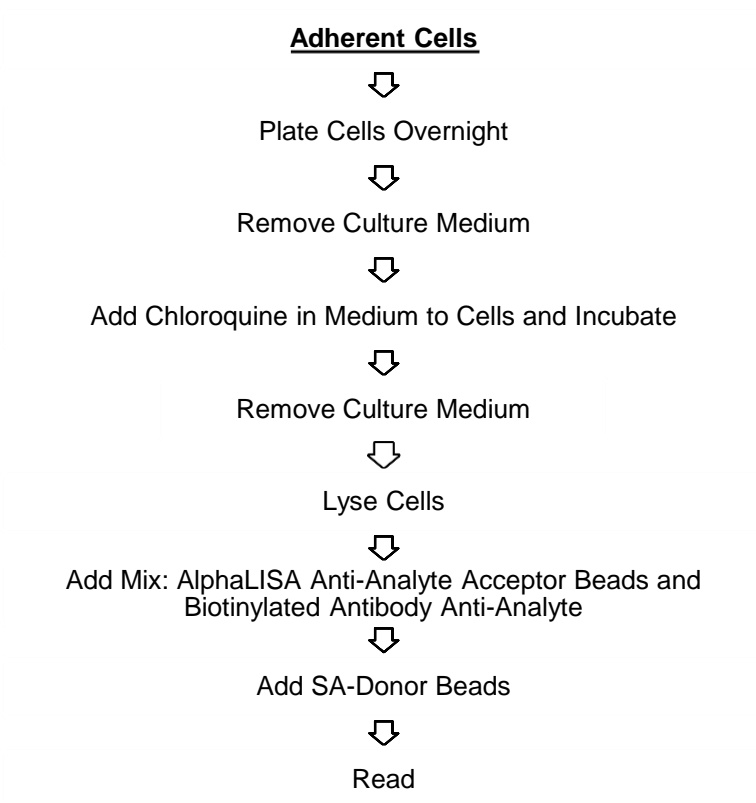 Adherent Cells
Plate Cells Overnight
Remove Culture Medium
Add Chloroquine in Medium to Cells and Incubate
Remove Culture Medium
Lyse Cells
Add Mix: AlphaLISA Anti-Analyte Acceptor Beads and
Biotinylated Antibody Anti-Analyte
Add SA-Donor Beads
Read